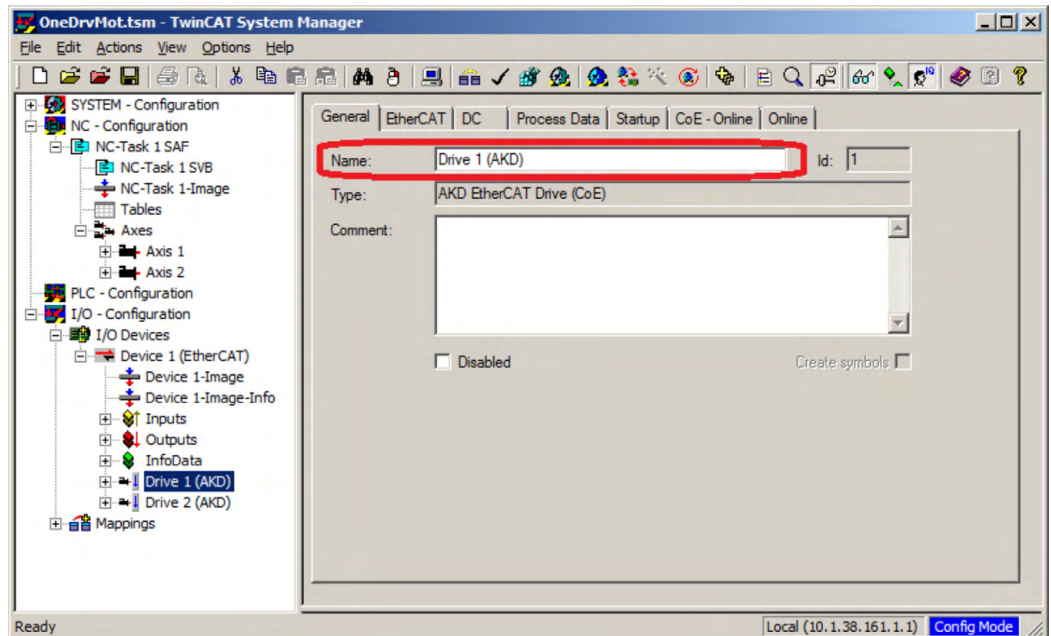 OneDrvMot.tsm - TwinCAT System Manager
File Edit Actions View Options Help
SYSTEM - Configuration
NC - Configuration
NC-Task 1 SAF
NC-Task 1 SVB
NC-Task 1-Image
Tables
Axes
Axis 1
Axis 2
PLC - Configuration
I/O - Configuration
I/O Devices
Device 1 (EtherCAT)
Device 1-Image
Device 1-Image-Info
Inputs
Outputs
InfoData
Drive 1 (AKD)
Drive 2 (AKD)
Mappings
General EtherCAT DC Process Data Startup CoE - Online Online
Name: Drive 1 (AKD) Id: 1
Type: AKD EtherCAT Drive (CoE)
Comment:
Disabled Create symbols
Ready Local (10.1.38.161.1.1) Config Mode